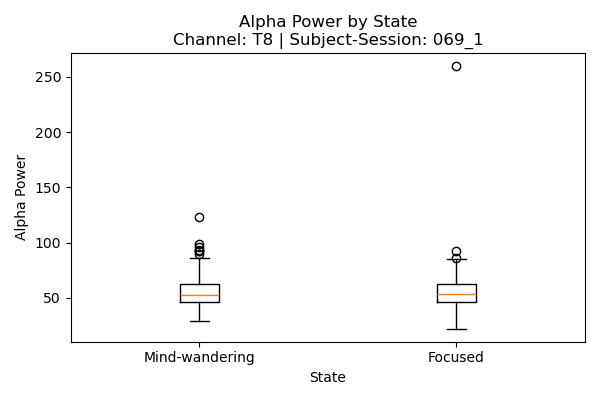 Alpha Power by State
Channel: T8 | Subject-Session: 069_1
Alpha Power
250
200
150
100
50
Mind-wandering
Focused
State